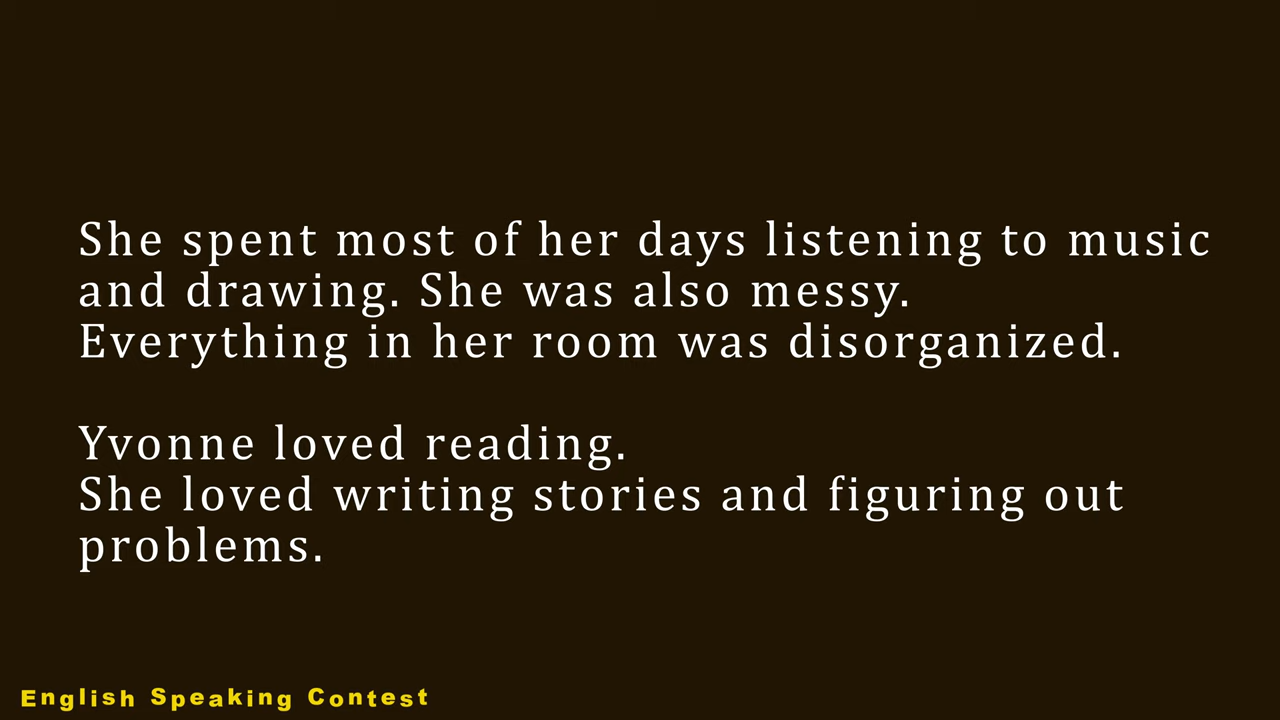 She spent most of her days listening to music
and drawing. She was also messy.
Everything in her room was disorganized.
Yvonne loved reading.
She loved writing stories and figuring out
problems.
English Speaking Contest